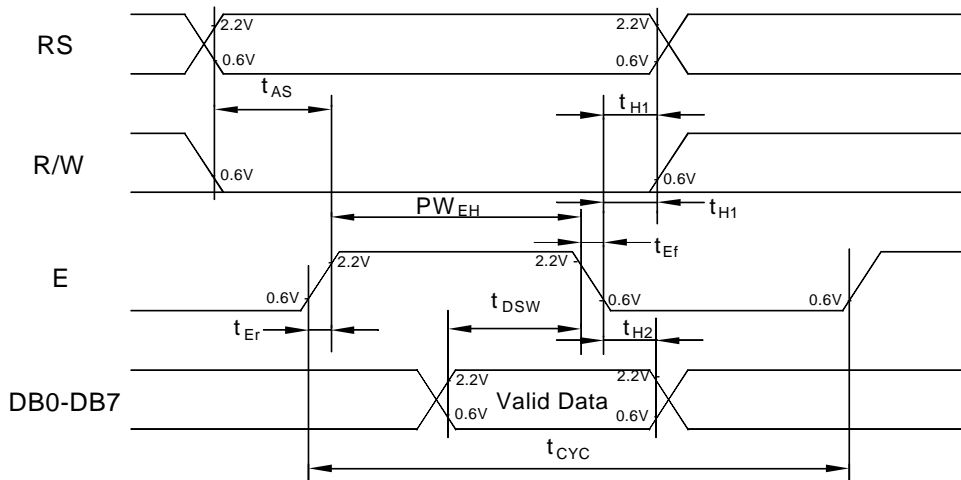 RS
2.2V
0.6V
2.2V
0.6V
tAS
tH1
R/W
0.6V
0.6V
PWEH
tH1
tEf
E
0.6V
2.2V
2.2V
0.6V
0.6V
tEr
tDSW
tH2
DB0-DB7
2.2V
0.6V
Valid Data
2.2V
0.6V
tCYC